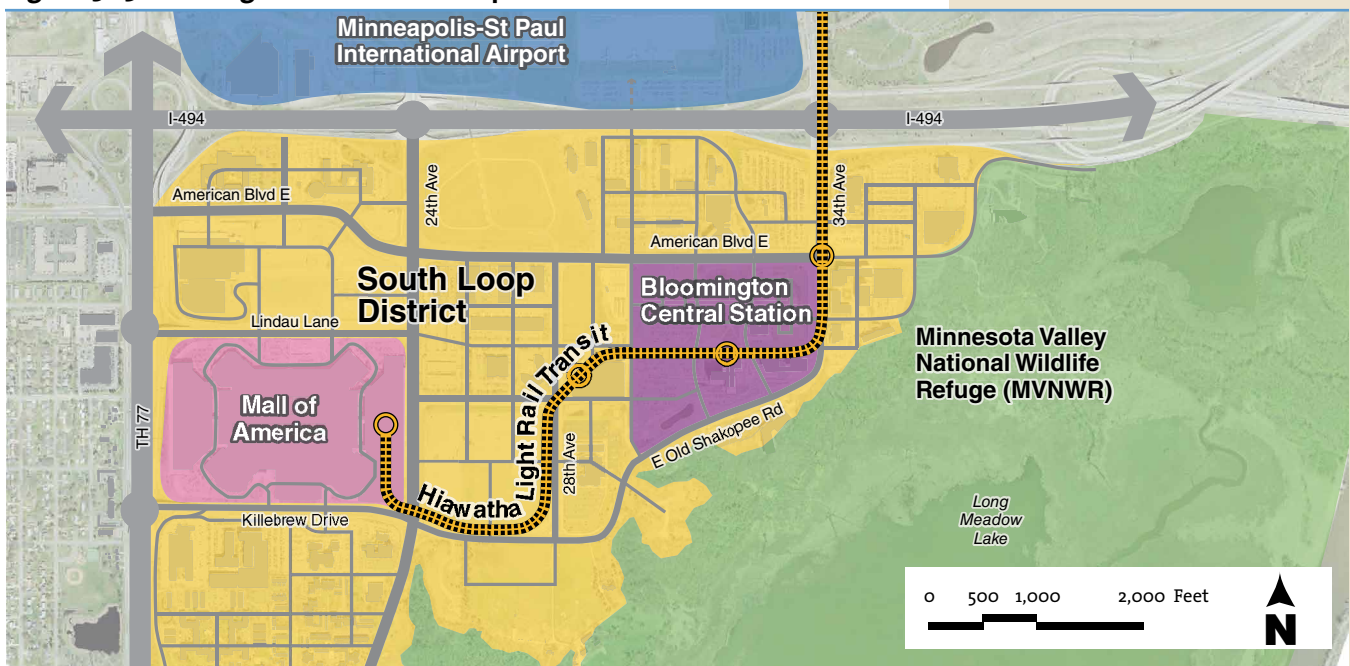 Minneapolis-St Paul
International Airport
I-494
I-494
American Blvd E
24th Ave
34th Ave
American Blvd E
South Loop
District
Bloomington
Central Station
Lindau Lane
Hiawatha Light Rail Transit
Minnesota Valley
National Wildlife
Refuge (MVNWR)
Mall of
America
TH 77
E Old Shakopee Rd
28th Ave
Killebrew Drive
Long
Meadow
Lake
0 500 1,000 2,000 Feet
N